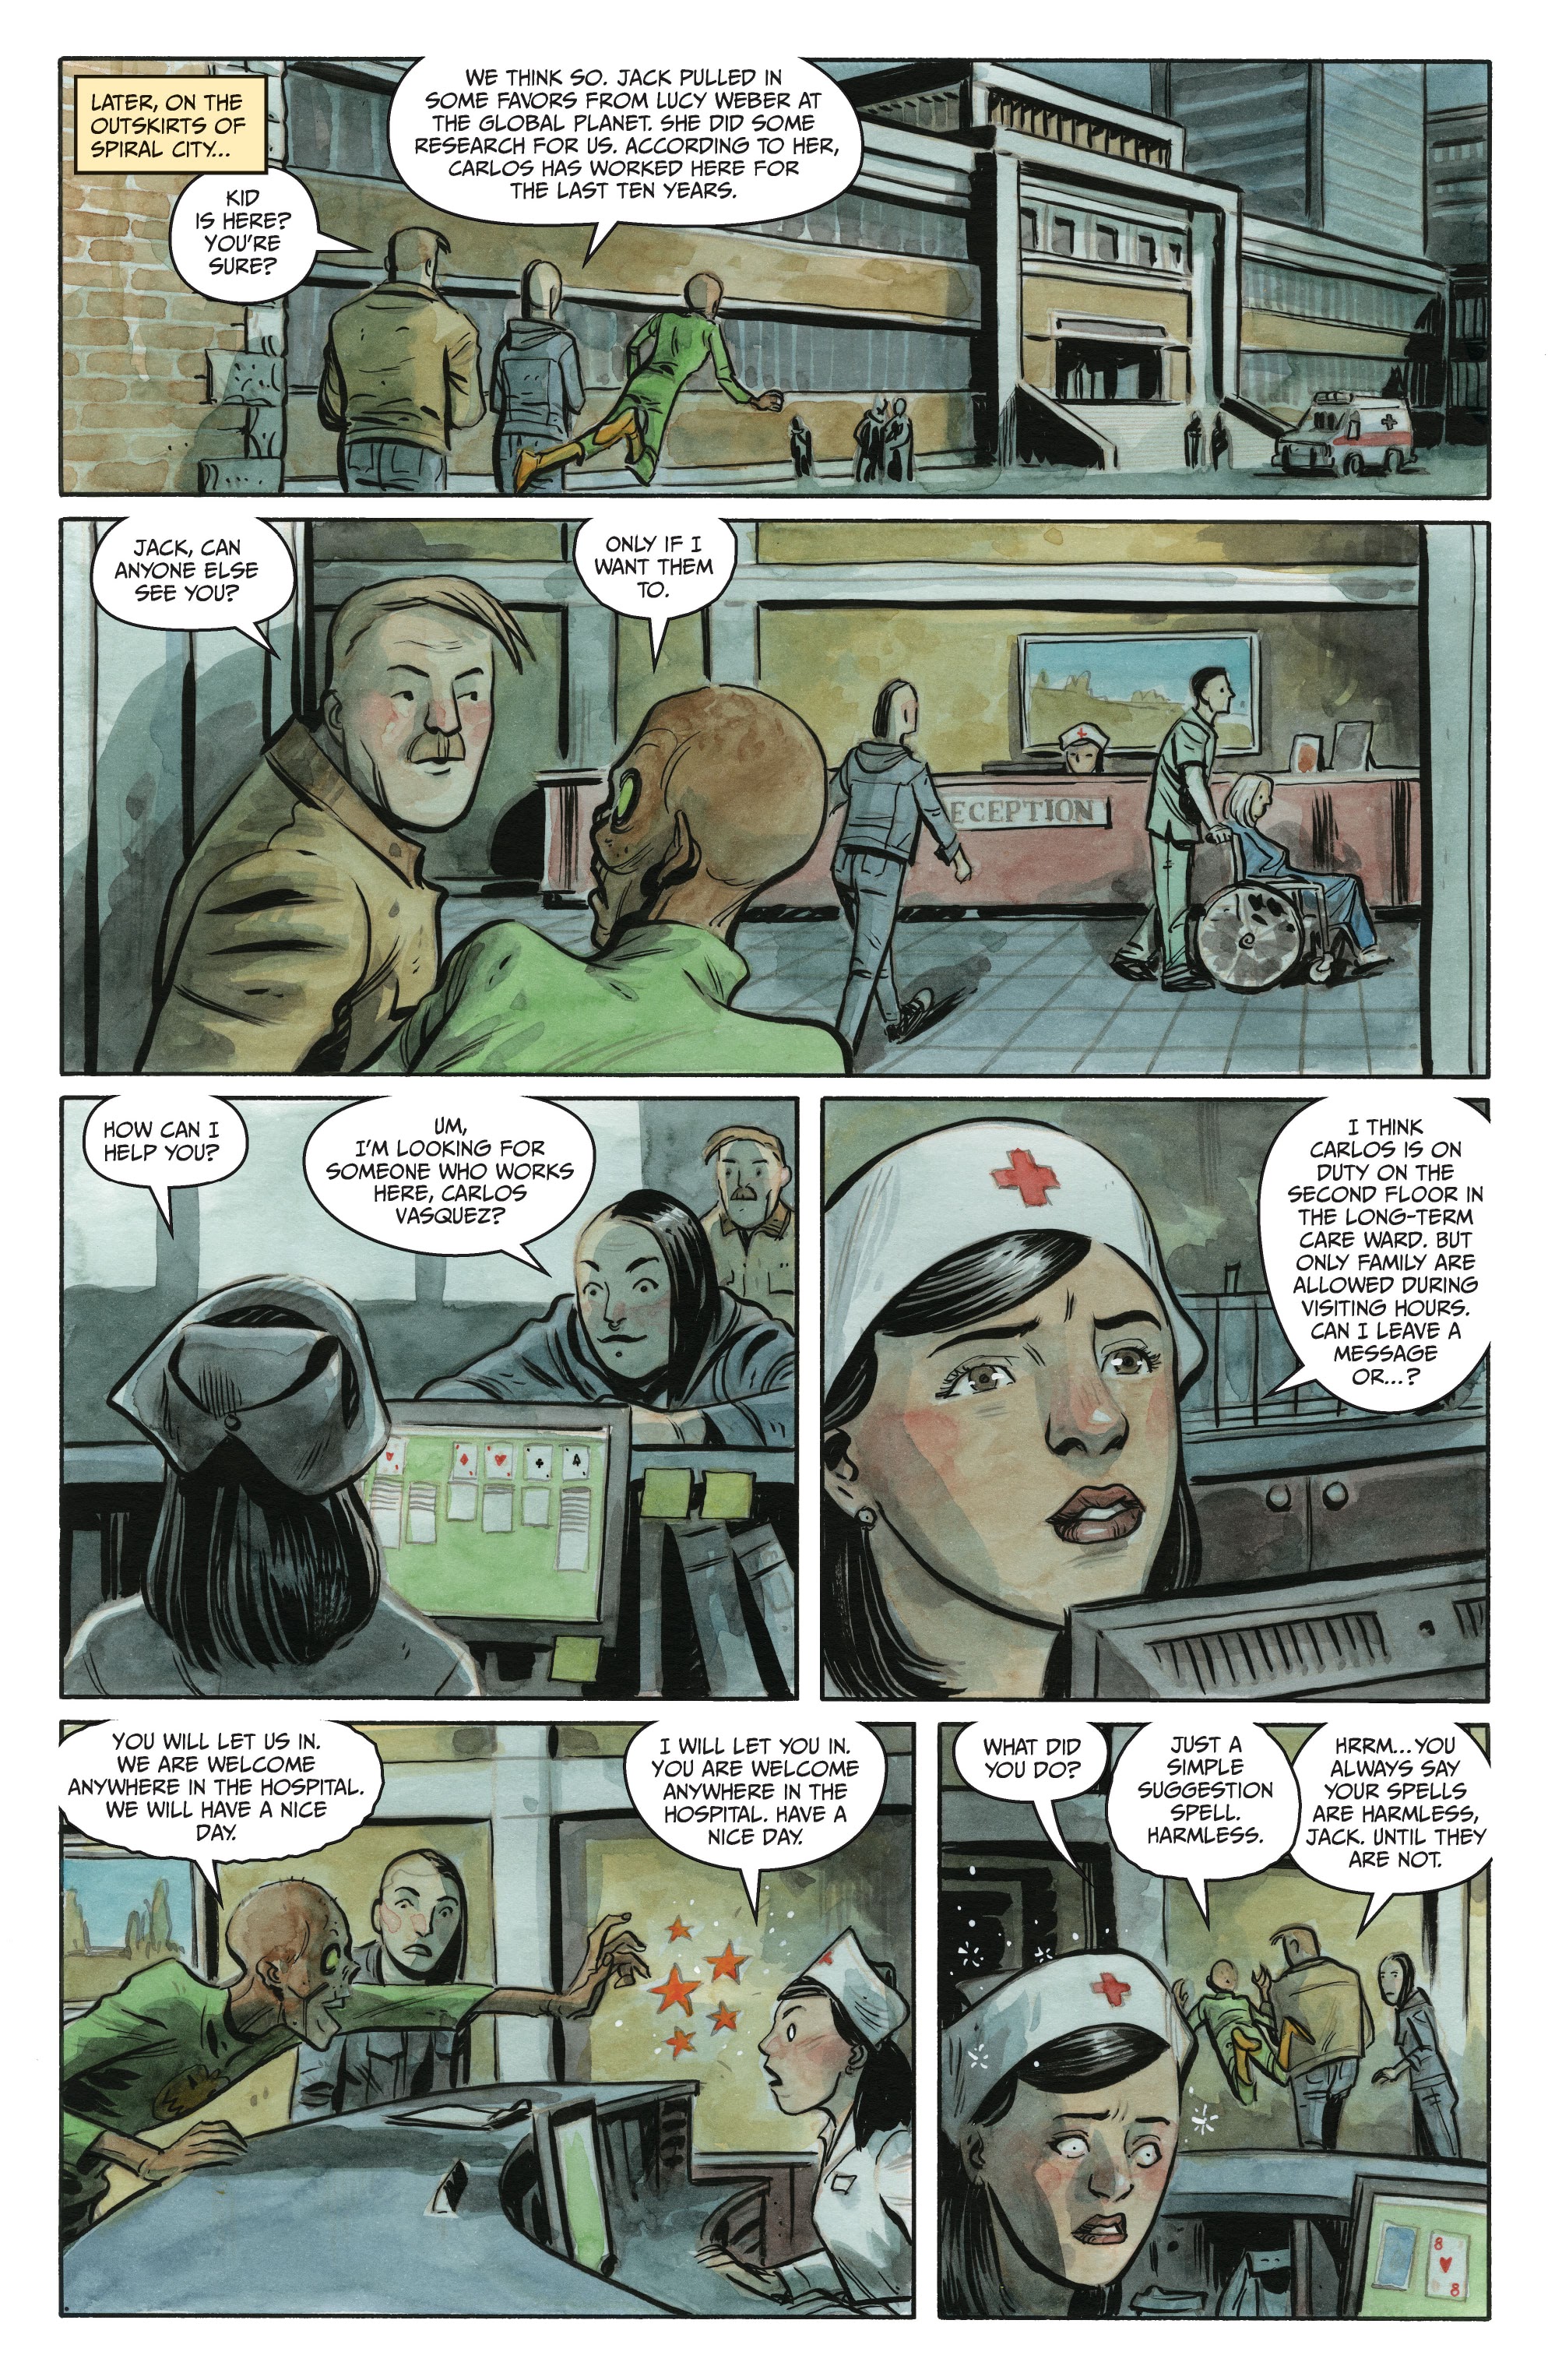 LATER, ON THE
OUTSKIRTS OF
SPIRAL CITY...
KID
IS HERE?
YOU'RE
SURE?
WE THINK SO. JACK PULLED IN
SOME FAVORS FROM LUCY WEBER AT
THE GLOBAL PLANET. SHE DID SOME
RESEARCH FOR US. ACCORDING TO HER,
CARLOS HAS WORKED HERE FOR
THE LAST TEN YEARS.
JACK, CAN
ANYONE ELSE
SEE YOU?
ONLY IF I
WANT THEM
TO.
ECEPTION
HOW CAN I
HELP YOU?
UM,
I'M LOOKING FOR
SOMEONE WHO WORKS
HERE, CARLOS
VASQUEZ?
A
I THINK
CARLOS IS ON
DUTY ON THE
SECOND FLOOR IN
THE LONG-TERM
CARE WARD. BUT
ONLY FAMILY ARE
ALLOWED DURING
VISITING HOURS.
CAN I LEAVE A
MESSAGE
OR...?
YOU WILL LET US IN.
WE ARE WELCOME
ANYWHERE IN THE HOSPITAL.
WE WILL HAVE A NICE
DAY.
I WILL LET YOU IN.
YOU ARE WELCOME
ANYWHERE IN THE
HOSPITAL. HAVE A
NICE DAY.
WHAT DID
YOU DO?
JUST A
SIMPLE
SUGGESTION
SPELL.
HARMLESS.
HRRM...YOU
ALWAYS SAY
YOUR SPELLS
ARE HARMLESS,
JACK. UNTIL THEY
ARE NOT.
8
8